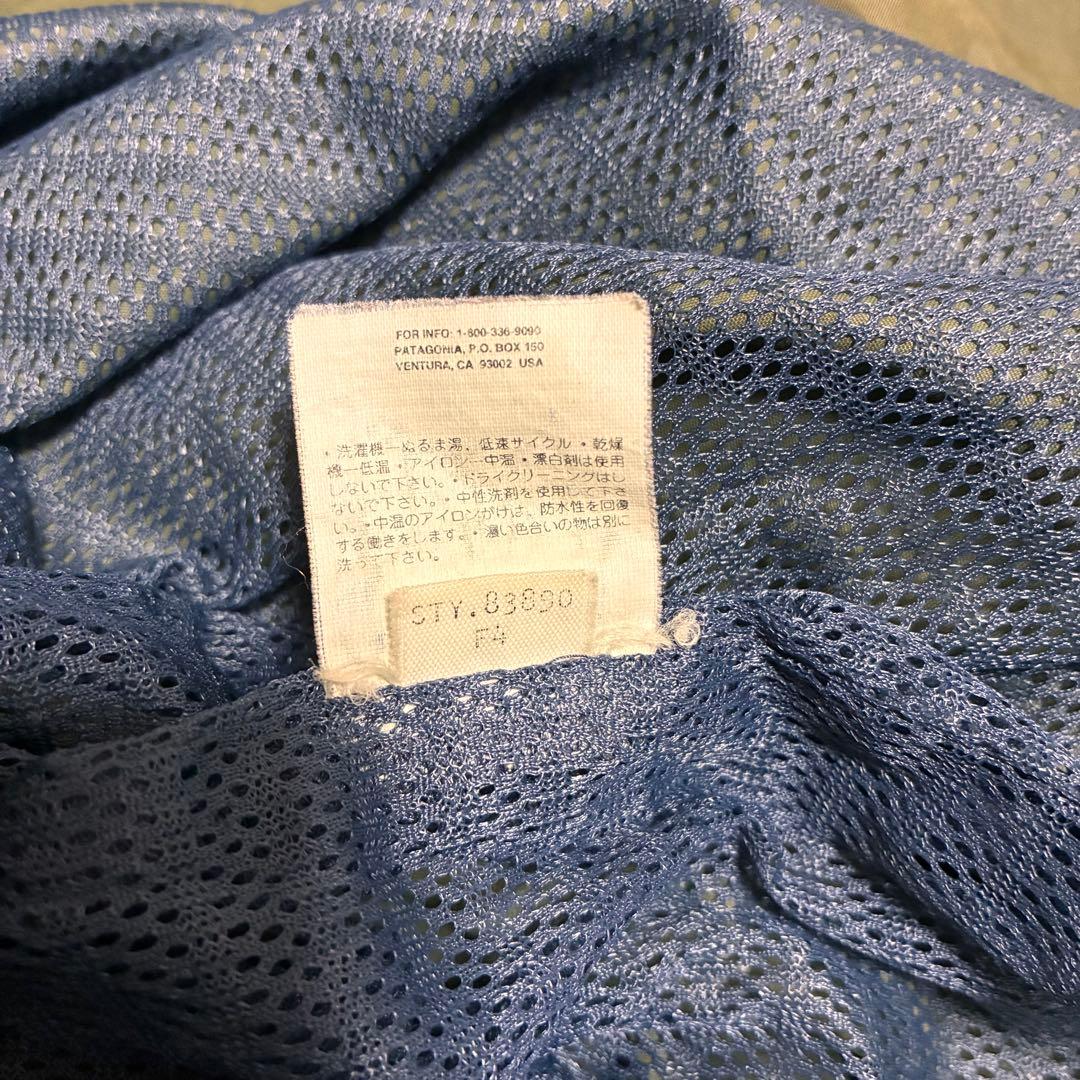 FOR INFO: 1-800-336-9090
PATAGONIA, P.O. BOX 150
VENTURA, CA 93002 USA
・洗濯機ーぬるま湯、低速サイクル・乾燥
機ー低温・アイロンー中温・漂白剤は使用
しないで下さい。・ドライクリーニングはし
ないで下さい。・中性洗剤を使用して下さ
い。・中温のアイロンがけは、防水性を回復
する働きをします。・濃い色合いの物は別に
洗って下さい。
STY.83890
F4